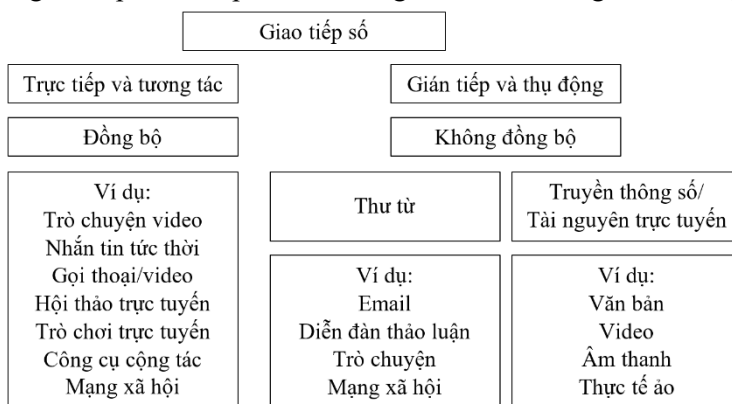 Giao tiếp số
Trực tiếp và tương tác
Gián tiếp và thụ động
Đồng bộ
Không đồng bộ
Ví dụ:
Trò chuyện video
Nhắn tin tức thời
Gọi thoại/video
Hội thảo trực tuyến
Trò chơi trực tuyến
Công cụ cộng tác
Mạng xã hội
Thư từ
Truyền thông số/
Tài nguyên trực tuyến
Ví dụ:
Email
Diễn đàn thảo luận
Trò chuyện
Mạng xã hội
Ví dụ:
Văn bản
Video
Âm thanh
Thực tế ảo